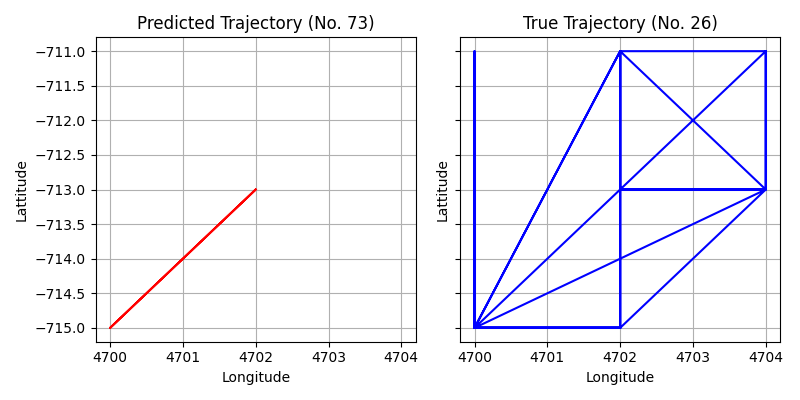 Predicted Trajectory (No. 73)
True Trajectory (No. 26)
Lattitude
−711.0
−711.5
−712.0
−712.5
−713.0
−713.5
−714.0
−714.5
−715.0
4700 4701 4702 4703 4704
Longitude
Lattitude
4700 4701 4702 4703 4704
Longitude